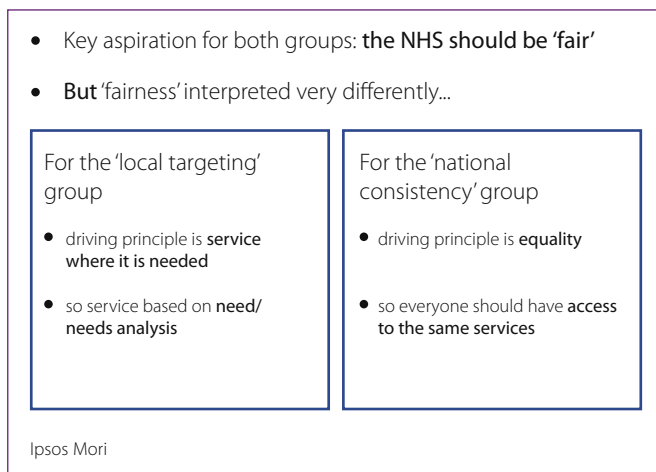 • Key aspiration for both groups: the NHS should be ‘fair’
• But ‘fairness’ interpreted very differently...
For the ‘local targeting’
group
• driving principle is service
where it is needed
• so service based on need/
needs analysis
For the ‘national
consistency’ group
• driving principle is equality
• so everyone should have access
to the same services
Ipsos Mori